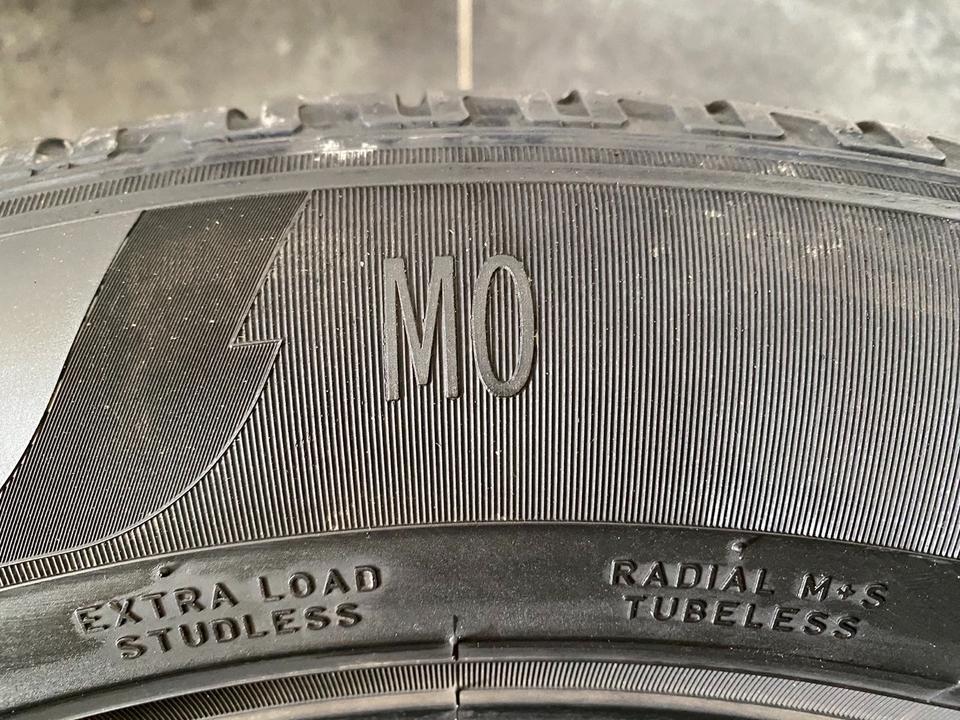 MO
EXTRA LOAD
STUDLESS
RADIAL M+S
TUBELESS